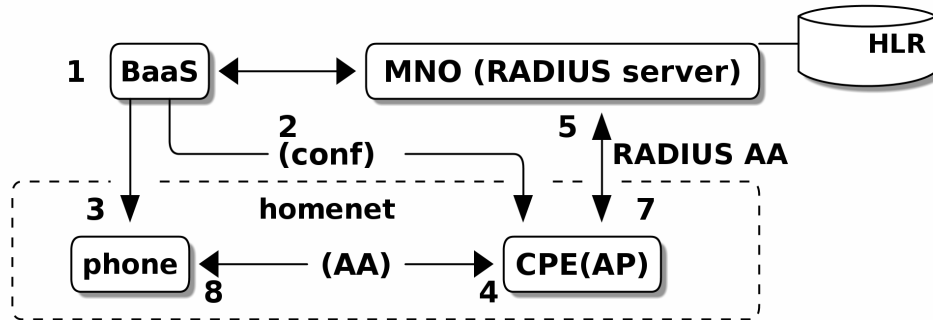 HLR
1
BaaS
MNO (RADIUS server)
2
(conf)
5
RADIUS AA
3
homenet
7
phone
(AA)
CPE(AP)
8
4